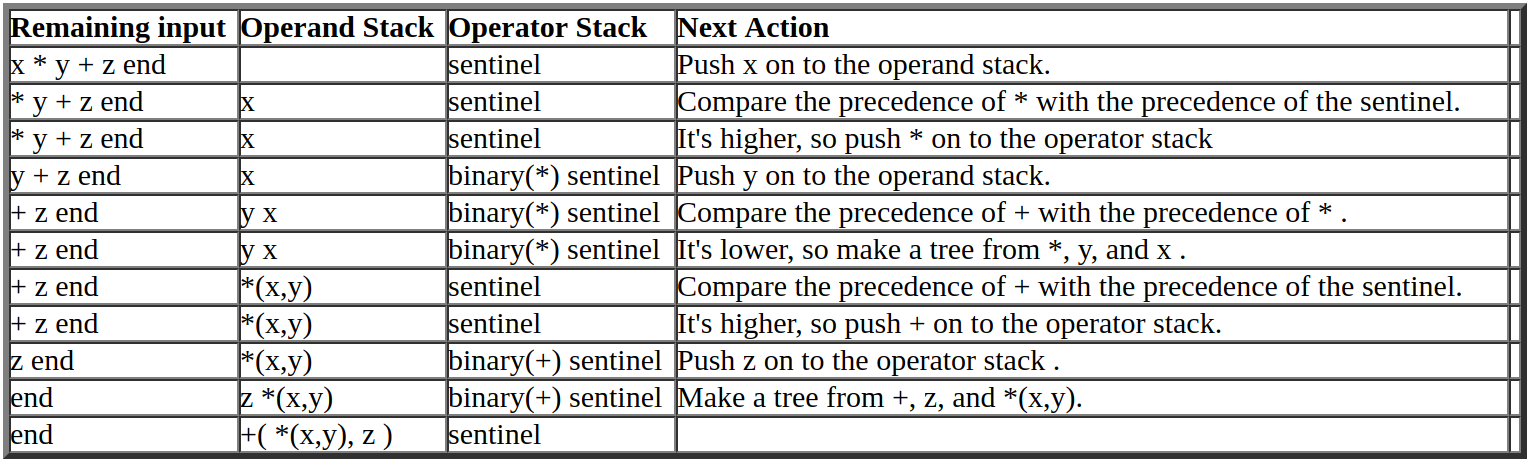 Remaining input Operand Stack Operator Stack Next Action
x * y + z end sentinel Push x on to the operand stack.
* y + z end x sentinel Compare the precedence of * with the precedence of the sentinel.
* y + z end x sentinel It's higher, so push * on to the operator stack
y + z end x binary(*) sentinel Push y on to the operand stack.
+ z end y x binary(*) sentinel Compare the precedence of + with the precedence of * .
+ z end y x binary(*) sentinel It's lower, so make a tree from *, y, and x .
+ z end *(x,y) sentinel Compare the precedence of + with the precedence of the sentinel.
+ z end *(x,y) sentinel It's higher, so push + on to the operator stack.
z end *(x,y) binary(+) sentinel Push z on to the operator stack .
end z *(x,y) binary(+) sentinel Make a tree from +, z, and *(x,y).
end +( *(x,y), z ) sentinel